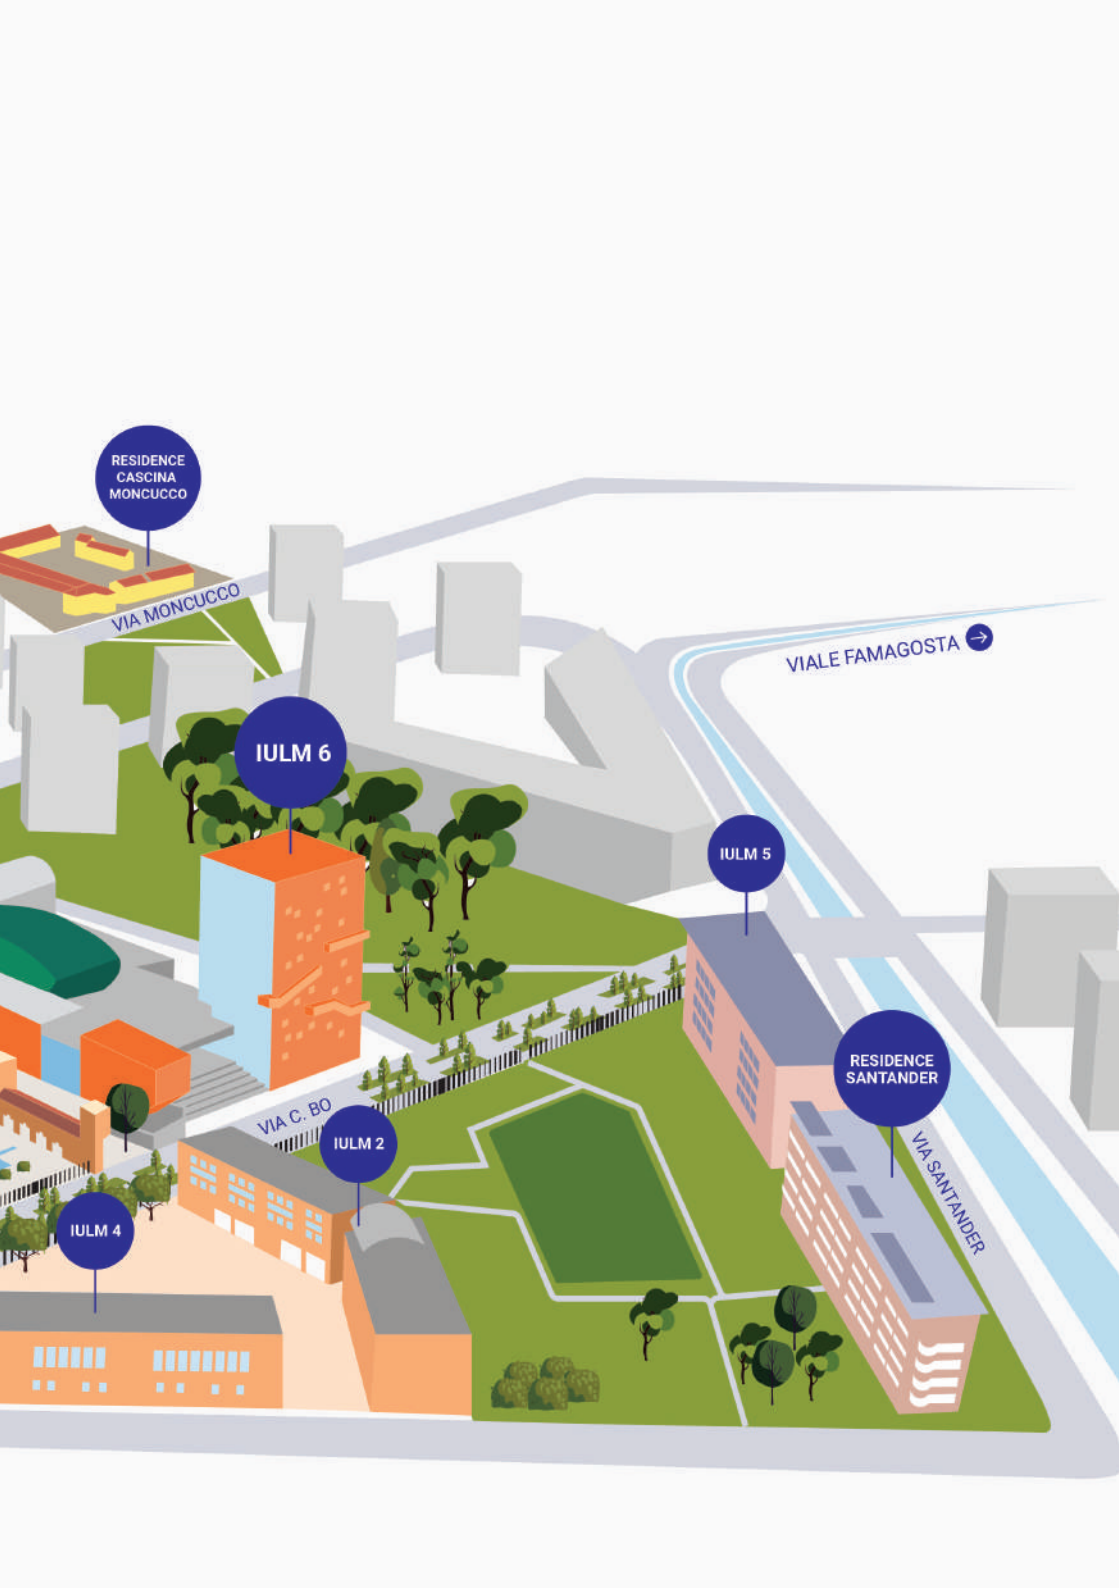 RESIDENCE
CASCINA
MONCUCCO
VIA MONCUCCO
VIALE FAMAGOSTA
IULM 6
IULM 5
RESIDENCE
SANTANDER
VIA C. BO
IULM 2
VIA SANTANDER
IULM 4